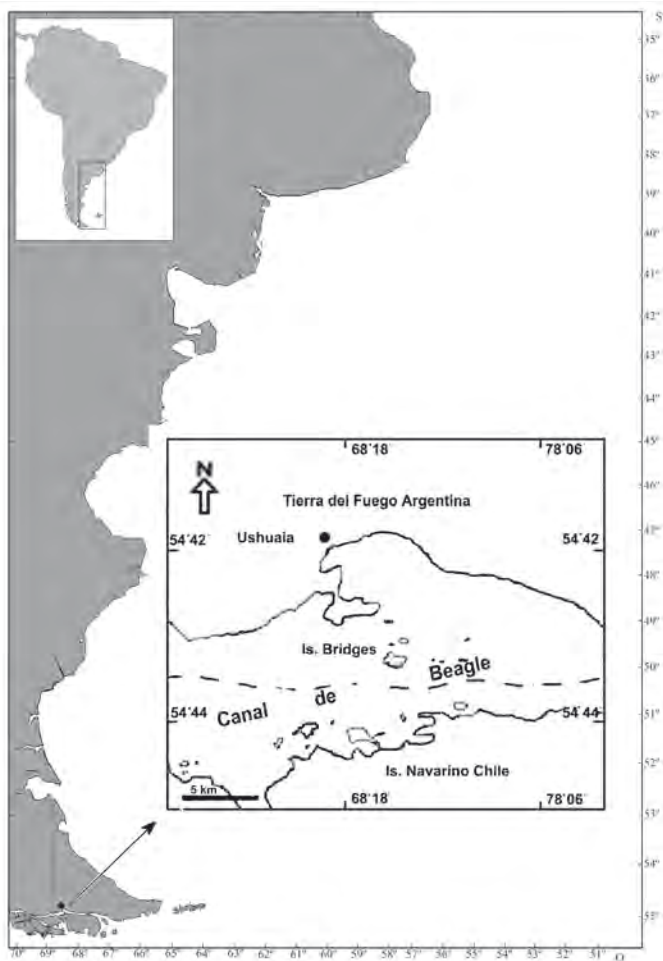 S
35°
36°
37°
38°
39°
40°
41°
42°
43°
44°
45°
46°
47°
48°
49°
50°
51°
52°
53°
54°
55°
68°18 78°06
N
Tierra del Fuego Argentina
Ushuaia
54°42 54°42
Is. Bridges
Canal de Beagle
54°44 54°44
Is. Navarino Chile
5 km
68°18 78°06
70° 69° 68° 67° 66° 65° 64° 63° 62° 61° 60° 59° 58° 57° 56° 55° 54° 53° 52° 51° O